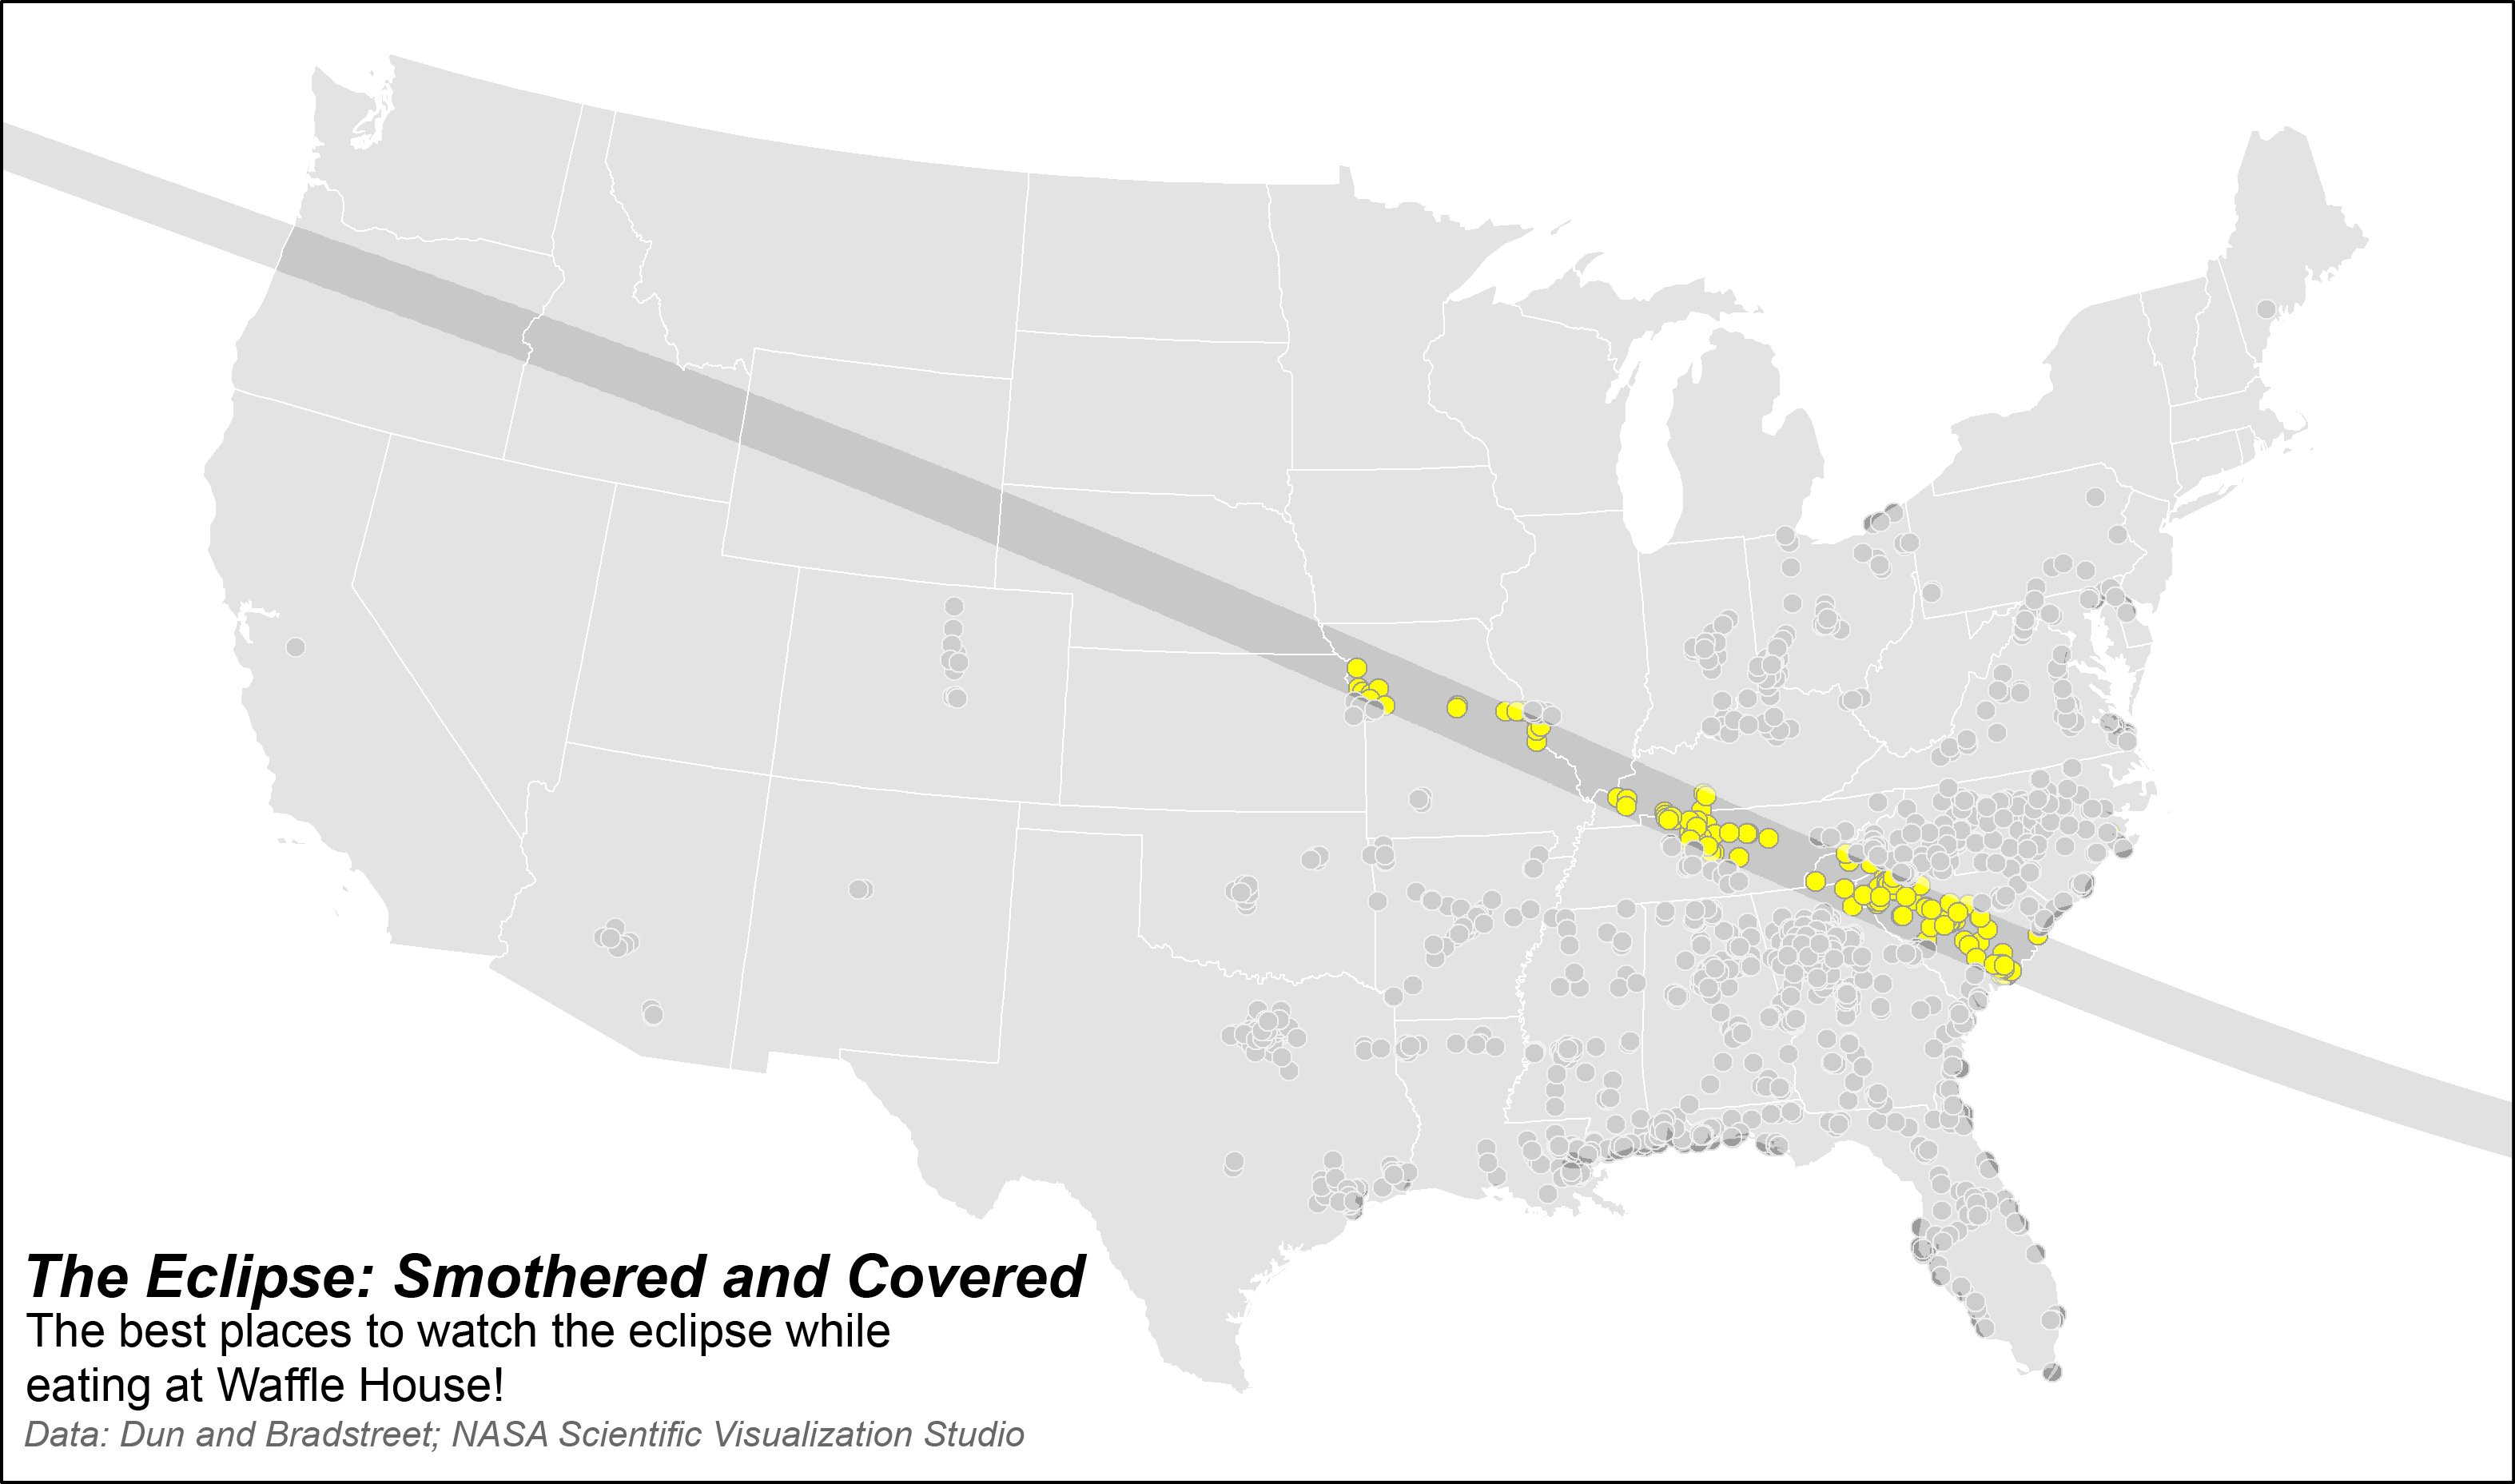 The Eclipse: Smothered and Covered
The best places to watch the eclipse while
eating at Waffle House!
Data: Dun and Bradstreet; NASA Scientific Visualization Studio